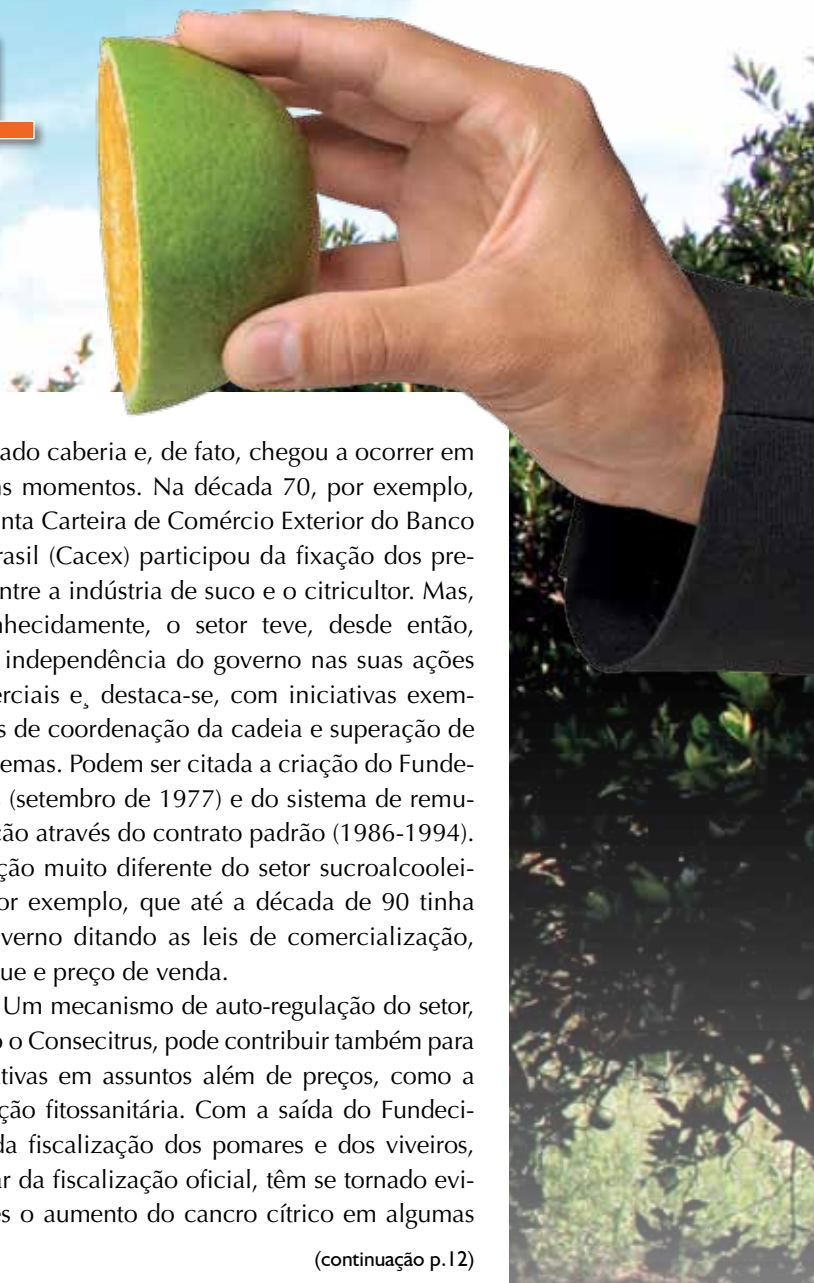 ado caberia e, de fato, chegou a ocorrer em
s momentos. Na década 70, por exemplo,
nta Carteira de Comércio Exterior do Banco
rasil (Cacex) participou da fixação dos pre-
ntre a indústria de suco e o citricultor. Mas,
nhecidamente, o setor teve, desde então,
independência do governo nas suas ações
erciais e¸ destaca-se, com iniciativas exem-
s de coordenação da cadeia e superação de
emas. Podem ser citada a criação do Funde-
(setembro de 1977) e do sistema de remu-
ção através do contrato padrão (1986-1994).
ção muito diferente do setor sucroalcoolei-
or exemplo, que até a década de 90 tinha
verno ditando as leis de comercialização,
que e preço de venda.
Um mecanismo de auto-regulação do setor,
o o Consecitrus, pode contribuir também para
ativas em assuntos além de preços, como a
ção fitossanitária. Com a saída do Fundeci-
da fiscalização dos pomares e dos viveiros,
ar da fiscalização oficial, têm se tornado evi-
es o aumento do cancro cítrico em algumas
(continuação p.12)